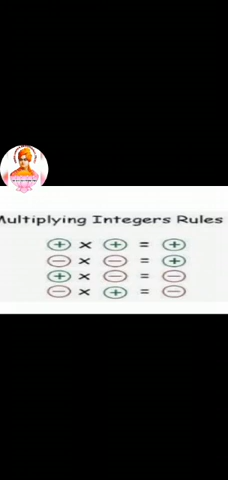 Multiplying Integers Rules
+ × + = +
− × − = +
+ × − = −
− × + = −